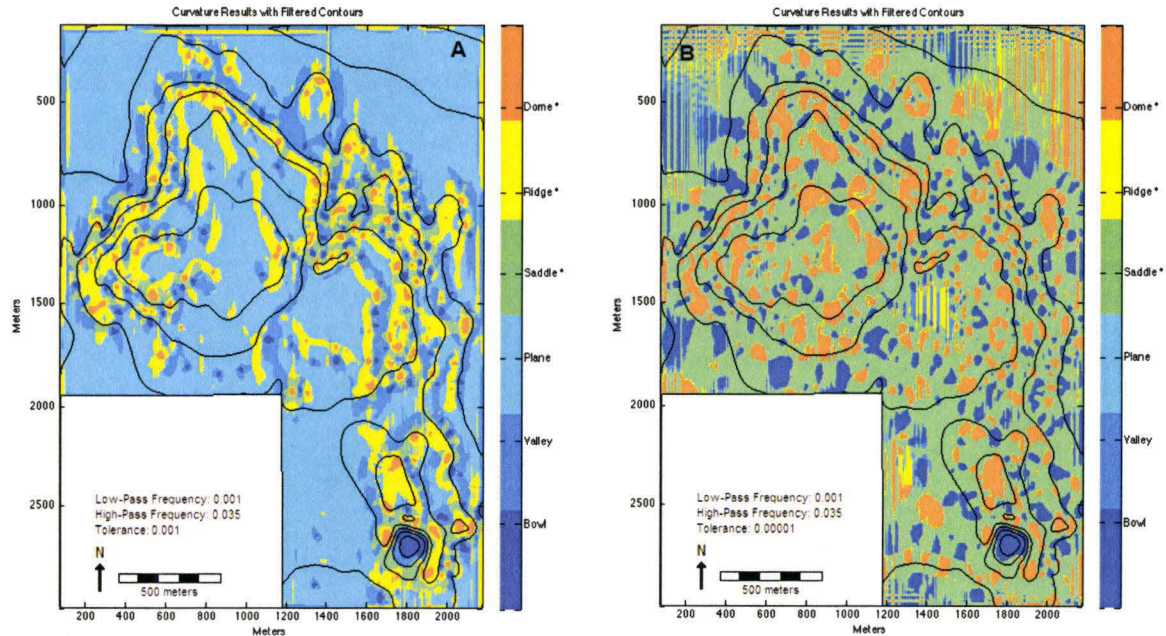 Curvature Results with Filtered Contours
A
500
1000
1500
2000
2500
Meters
200 400 600 800 1000 1200 1400 1600 1800 2000
Meters
Low-Pass Frequency: 0.001
High-Pass Frequency: 0.035
Tolerance: 0.001
N
500 meters
Dome*
Ridge*
Saddle*
Plane
Valley
Bowl
Curvature Results with Filtered Contours
B
500
1000
1500
2000
2500
Meters
200 400 600 800 1000 1200 1400 1600 1800 2000
Meters
Low-Pass Frequency: 0.001
High-Pass Frequency: 0.035
Tolerance: 0.00001
N
500 meters
Dome*
Ridge*
Saddle*
Plane
Valley
Bowl